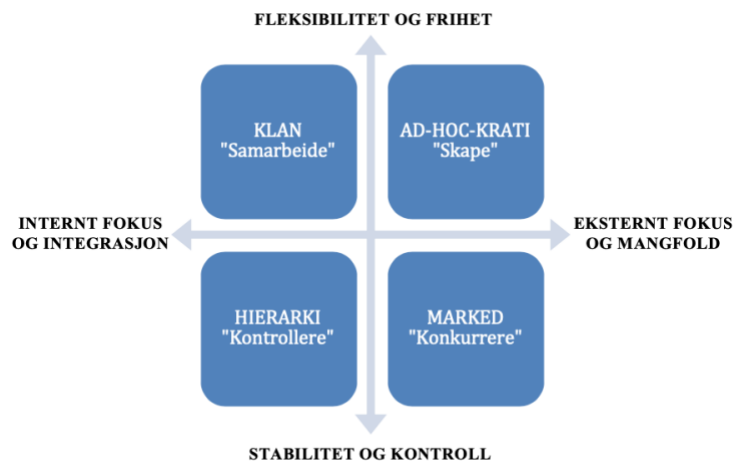 FLEKSIBILITET OG FRIHET
KLAN
"Samarbeide"
AD-HOC-KRATI
"Skape"
INTERNT FOKUS
OG INTEGRASJON
EKSTERNT FOKUS
OG MANGFOLD
HIERARKI
"Kontrollere"
MARKED
"Konkurrere"
STABILITET OG KONTROLL